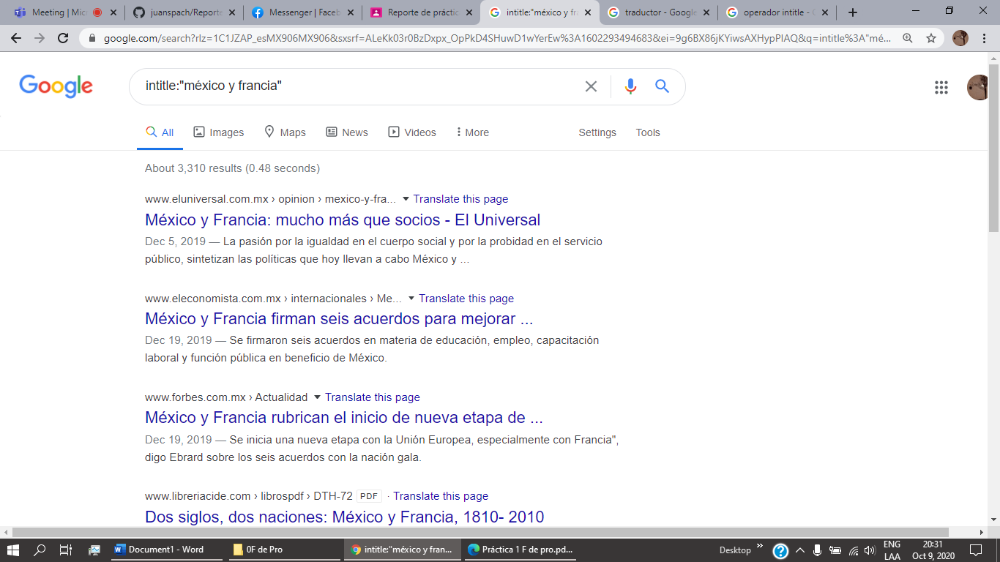 Meeting | Mic
juanspach/Reporte
Messenger | Faceb
Reporte de práctic
intitle:"méxico y fr
traductor - Google
operador intitle - G
google.com/search?rlz=1C1JZAP_esMX906MX906&sxsrf=ALeKk03r0BzDxpx_OpPkD4SHuwD1wYerEw%3A1602293494683&ei=9g6BX86jKYiwsAXHypPIAQ&q=intitle%3A"mé...
Google
intitle:"méxico y francia"
All Images Maps News Videos More Settings Tools
About 3,310 results (0.48 seconds)
www.eluniversal.com.mx › opinion › mexico-y-fra... Translate this page
México y Francia: mucho más que socios - El Universal
Dec 5, 2019 — La pasión por la igualdad en el cuerpo social y por la probidad en el servicio
público, sintetizan las políticas que hoy llevan a cabo México y ...
www.eleconomista.com.mx › internacionales › Me... Translate this page
México y Francia firman seis acuerdos para mejorar ...
Dec 19, 2019 — Se firmaron seis acuerdos en materia de educación, empleo, capacitación
laboral y función pública en beneficio de México.
www.forbes.com.mx › Actualidad Translate this page
México y Francia rubrican el inicio de nueva etapa de ...
Dec 19, 2019 — Se inicia una nueva etapa con la Unión Europea, especialmente con Francia",
digo Ebrard sobre los seis acuerdos con la nación gala.
www.libreriacide.com › librospdf › DTH-72 PDF · Translate this page
Dos siglos, dos naciones: México y Francia, 1810- 2010
Document1 - Word
0F de Pro
intitle:"méxico y fran...
Práctica 1 F de pro.pd...
Desktop
ENG
LAA
20:31
Oct 9, 2020